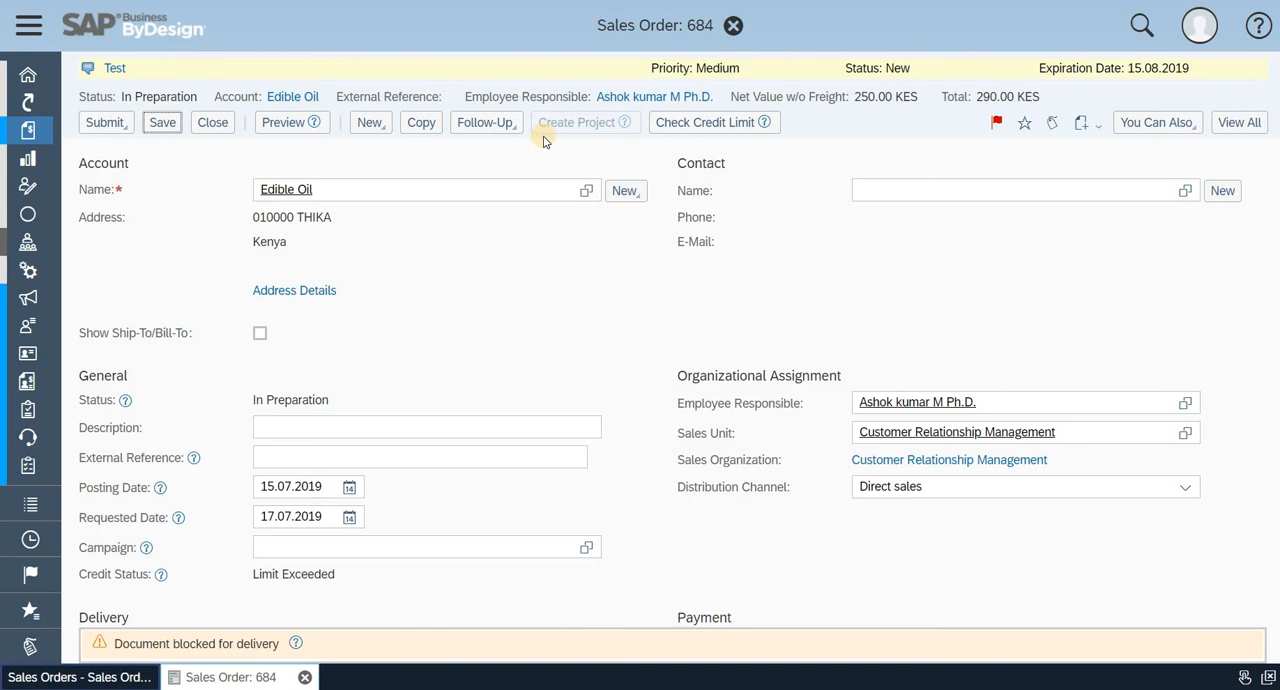 SAP Business ByDesign
Sales Order: 684
Test Priority: Medium Status: New Expiration Date: 15.08.2019
Status: In Preparation Account: Edible Oil External Reference: Employee Responsible: Ashok kumar M Ph.D. Net Value w/o Freight: 250.00 KES Total: 290.00 KES
Submit Save Close Preview New Copy Follow-Up Create Project Check Credit Limit You Can Also View All
Account
Name:* Edible Oil New
Address: 010000 THIKA
Kenya
Address Details
Show Ship-To/Bill-To:
Contact
Name: New
Phone:
E-Mail:
General
Status: In Preparation
Description:
External Reference:
Posting Date: 15.07.2019 14
Requested Date: 17.07.2019 14
Campaign:
Credit Status: Limit Exceeded
Organizational Assignment
Employee Responsible: Ashok kumar M Ph.D.
Sales Unit: Customer Relationship Management
Sales Organization: Customer Relationship Management
Distribution Channel: Direct sales
Delivery
Payment
Document blocked for delivery
Sales Orders - Sales Ord... Sales Order: 684